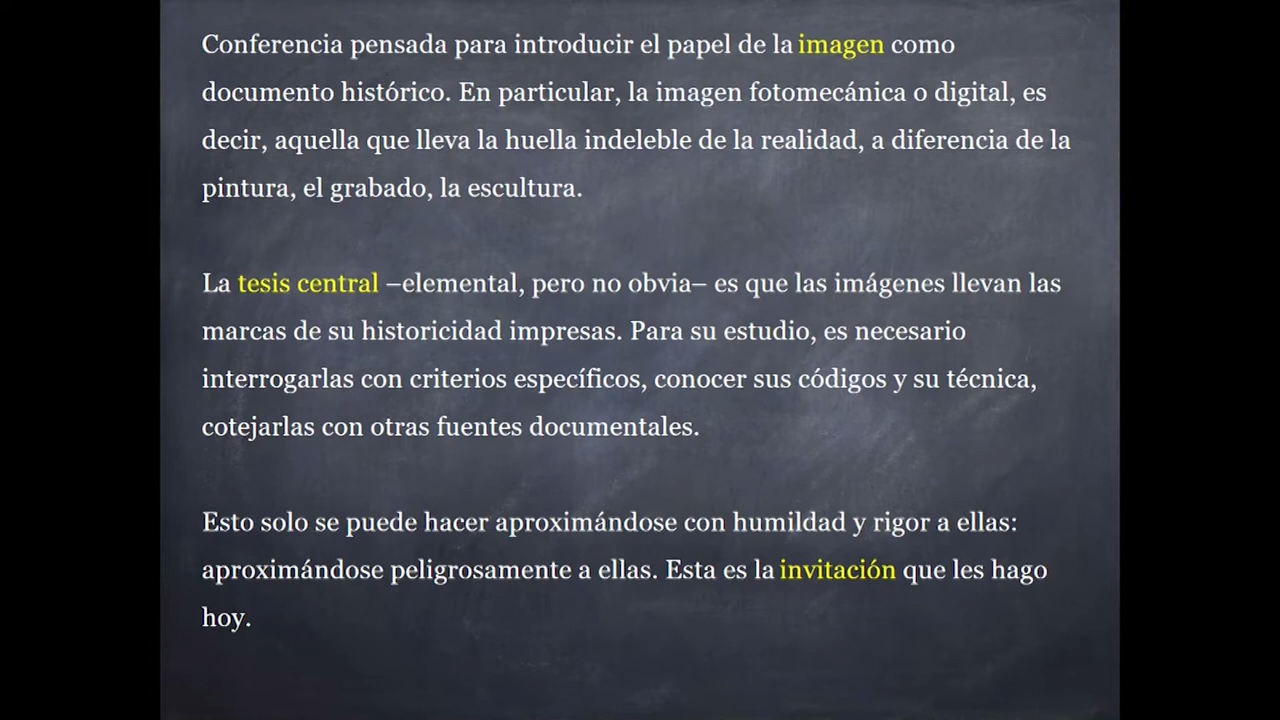 Conferencia pensada para introducir el papel de la imagen como
documento histórico. En particular, la imagen fotomecánica o digital, es
decir, aquella que lleva la huella indeleble de la realidad, a diferencia de la
pintura, el grabado, la escultura.
La tesis central –elemental, pero no obvia– es que las imágenes llevan las
marcas de su historicidad impresas. Para su estudio, es necesario
interrogarlas con criterios específicos, conocer sus códigos y su técnica,
cotejarlas con otras fuentes documentales.
Esto solo se puede hacer aproximándose con humildad y rigor a ellas:
aproximándose peligrosamente a ellas. Esta es la invitación que les hago
hoy.